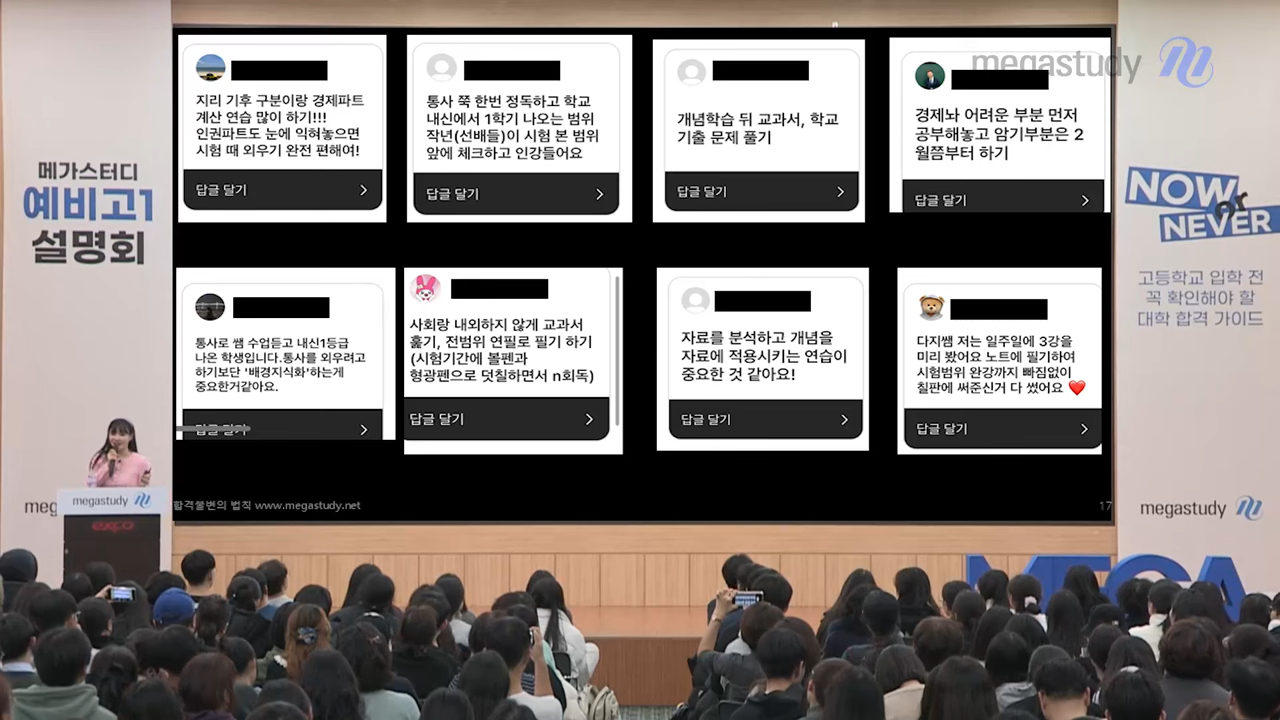 megastudy
메가스터디
예비고1
설명회
지리 기후 구분이랑 경제파트
계산 연습 많이 하기!!!
인권파트도 눈에 익혀놓으면
시험 때 외우기 완전 편해여!
답글 달기
통사 쭉 한번 정독하고 학교
내신에서 1학기 나오는 범위
작년(선배들)이 시험 본 범위
앞에 체크하고 인강들어요
답글 달기
개념학습 뒤 교과서, 학교
기출 문제 풀기
답글 달기
경제놔 어려운 부분 먼저
공부해놓고 암기부분은 2
월쯤부터 하기
답글 달기
통사로 쌤 수업듣고 내신1등급
나온 학생입니다.통사를 외우려고
하기보단 '배경지식화'하는게
중요한거같아요.
답글 달기
사회랑 내외하지 않게 교과서
훑기, 전범위 연필로 필기 하기
(시험기간에 볼펜과
형광펜으로 덧칠하면서 n회독)
답글 달기
자료를 분석하고 개념을
자료에 적용시키는 연습이
중요한 것 같아요!
답글 달기
다지쌤 저는 일주일에 3강을
미리 봤어요 노트에 필기하여
시험범위 완강까지 빠짐없이
칠판에 써준신거 다 썼어요 ❤️
답글 달기
합격불변의 법칙 www.megastudy.net
17
NOW
or
NEVER
고등학교 입학 전
꼭 확인해야 할
대학 합격 가이드
meg
megastudy
expo
megastudy
MEGA